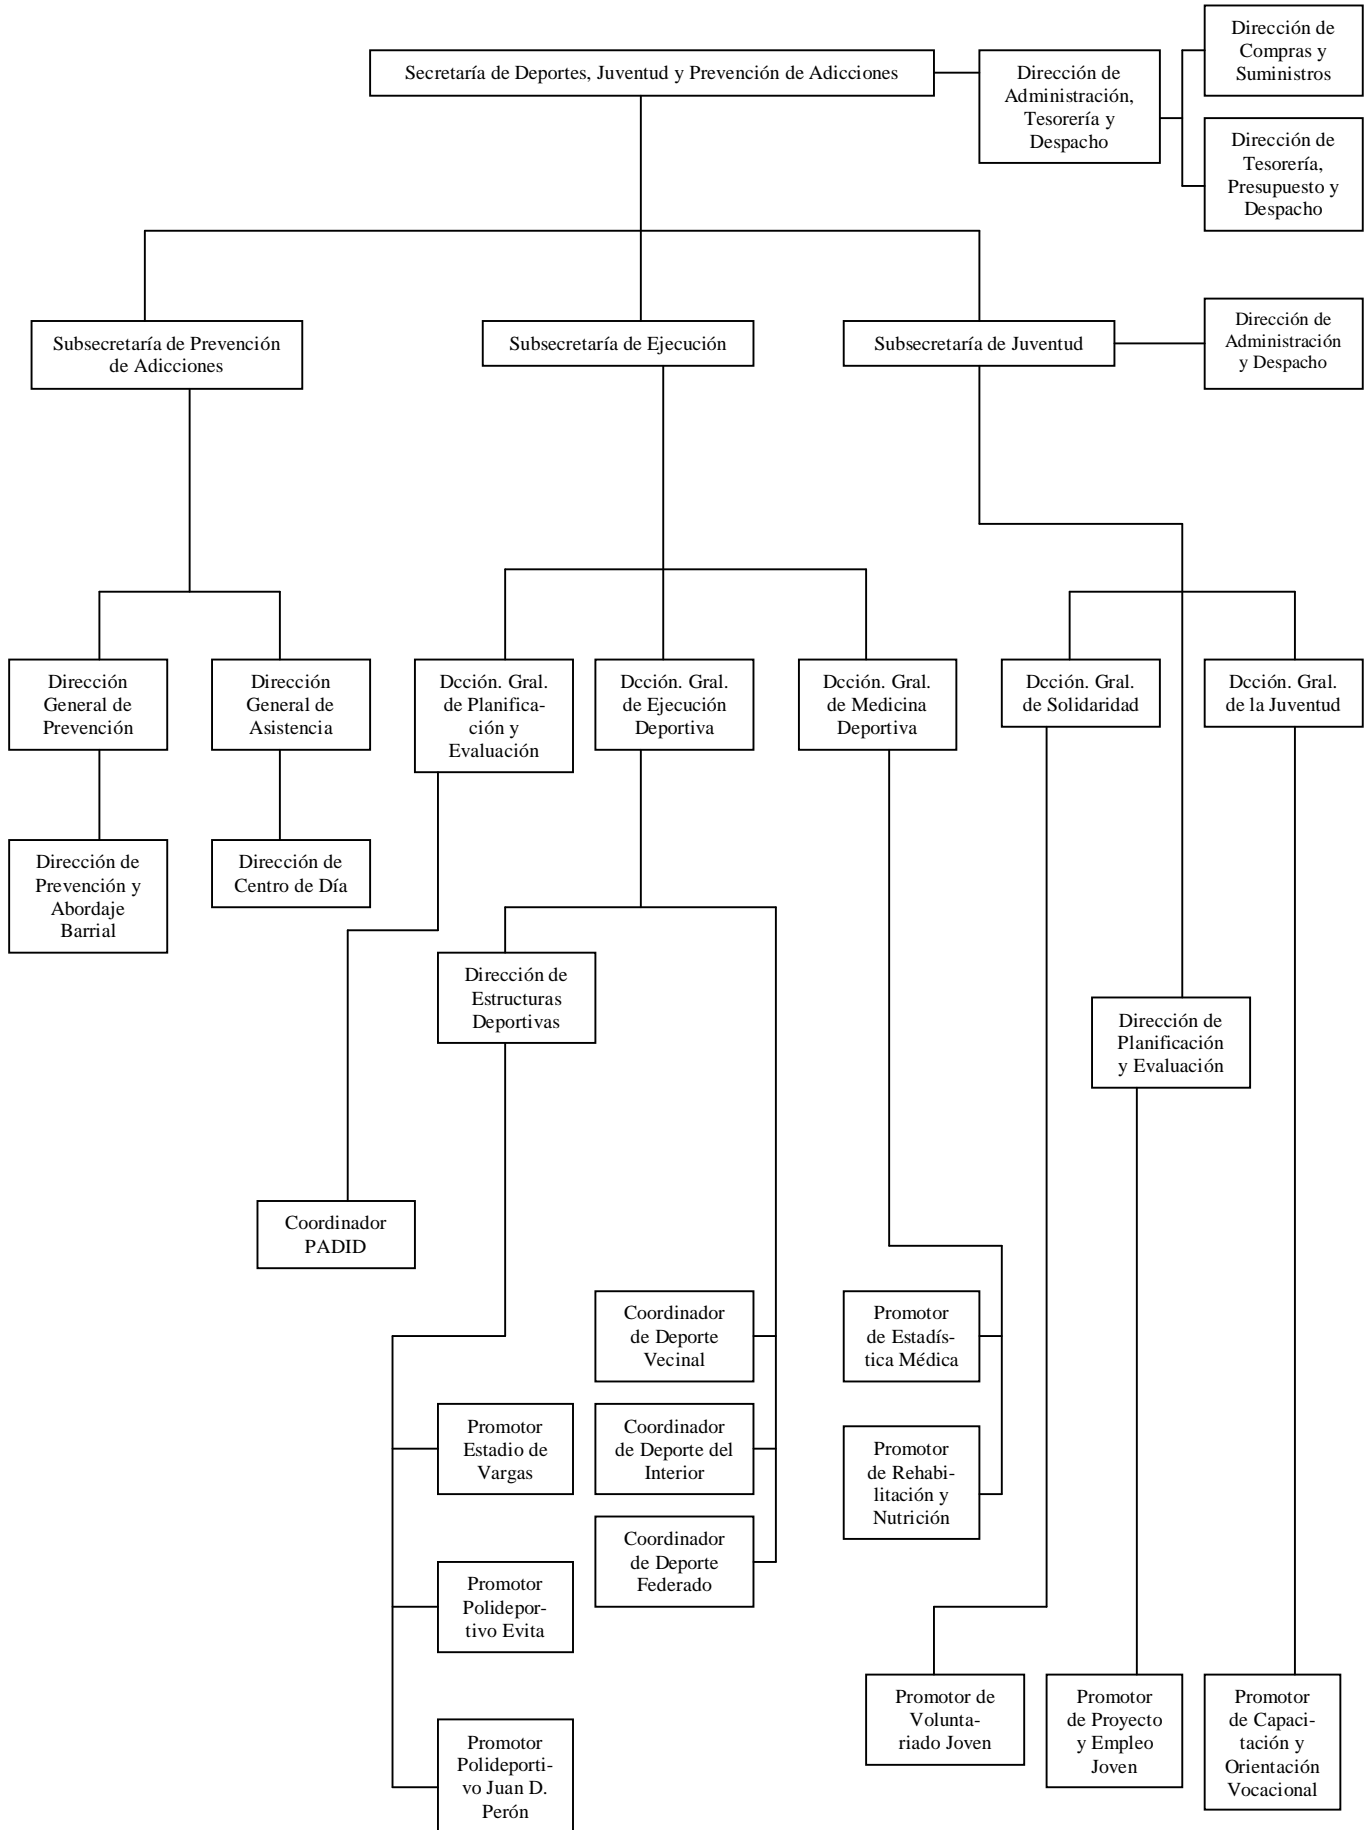 Secretaría de Deportes, Juventud y Prevención de Adicciones
Dirección de
Administración,
Tesorería y
Despacho
Dirección de
Compras y
Suministros
Dirección de
Tesorería,
Presupuesto y
Despacho
Subsecretaría de Prevención
de Adicciones
Subsecretaría de Ejecución
Subsecretaría de Juventud
Dirección de
Administración
y Despacho
Dirección
General de
Prevención
Dirección
General de
Asistencia
Dcción. Gral.
de Planifica-
ción y
Evaluación
Dcción. Gral.
de Ejecución
Deportiva
Dcción. Gral.
de Medicina
Deportiva
Dcción. Gral.
de Solidaridad
Dcción. Gral.
de la Juventud
Dirección de
Prevención y
Abordaje
Barrial
Dirección de
Centro de Día
Dirección de
Estructuras
Deportivas
Dirección de
Planificación
y Evaluación
Coordinador
PADID
Coordinador
de Deporte
Vecinal
Promotor
de Estadís-
tica Médica
Promotor
Estadio de
Vargas
Coordinador
de Deporte del
Interior
Promotor
de Rehabi-
litación y
Nutrición
Coordinador
de Deporte
Federado
Promotor
Polidepor-
tivo Evita
Promotor de
Volunta-
riado Joven
Promotor
de Proyecto
y Empleo
Joven
Promotor
de Capaci-
tación y
Orientación
Vocacional
Promotor
Polideporti-
vo Juan D.
Perón